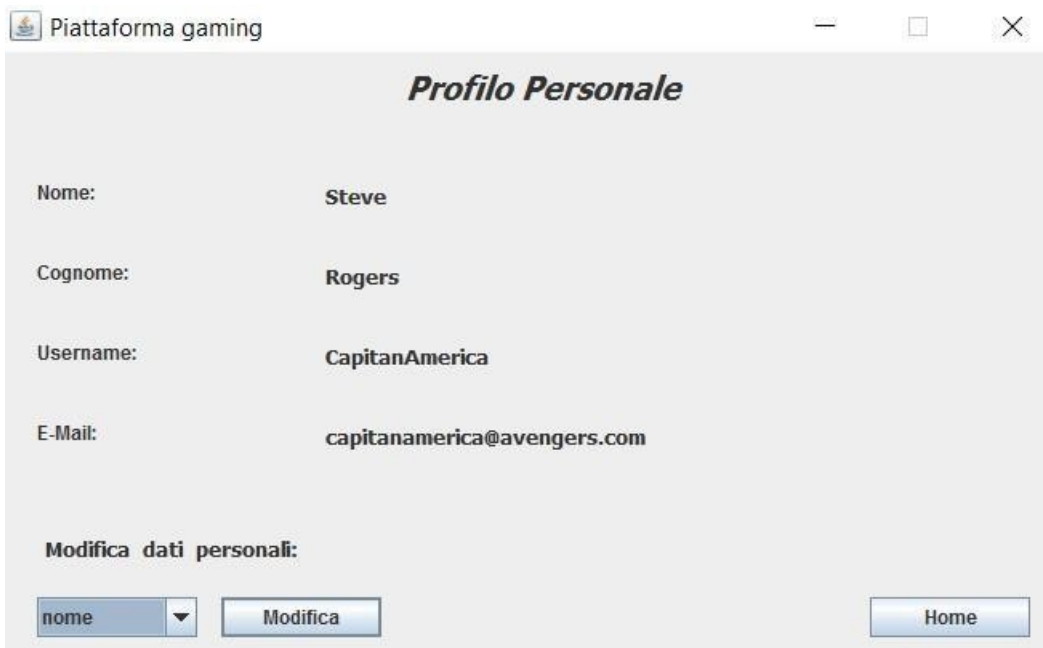 Piattaforma gaming
Profilo Personale
Nome: Steve
Cognome: Rogers
Username: CapitanAmerica
E-Mail: capitanamerica@avengers.com
Modifica dati personali:
nome Modifica Home